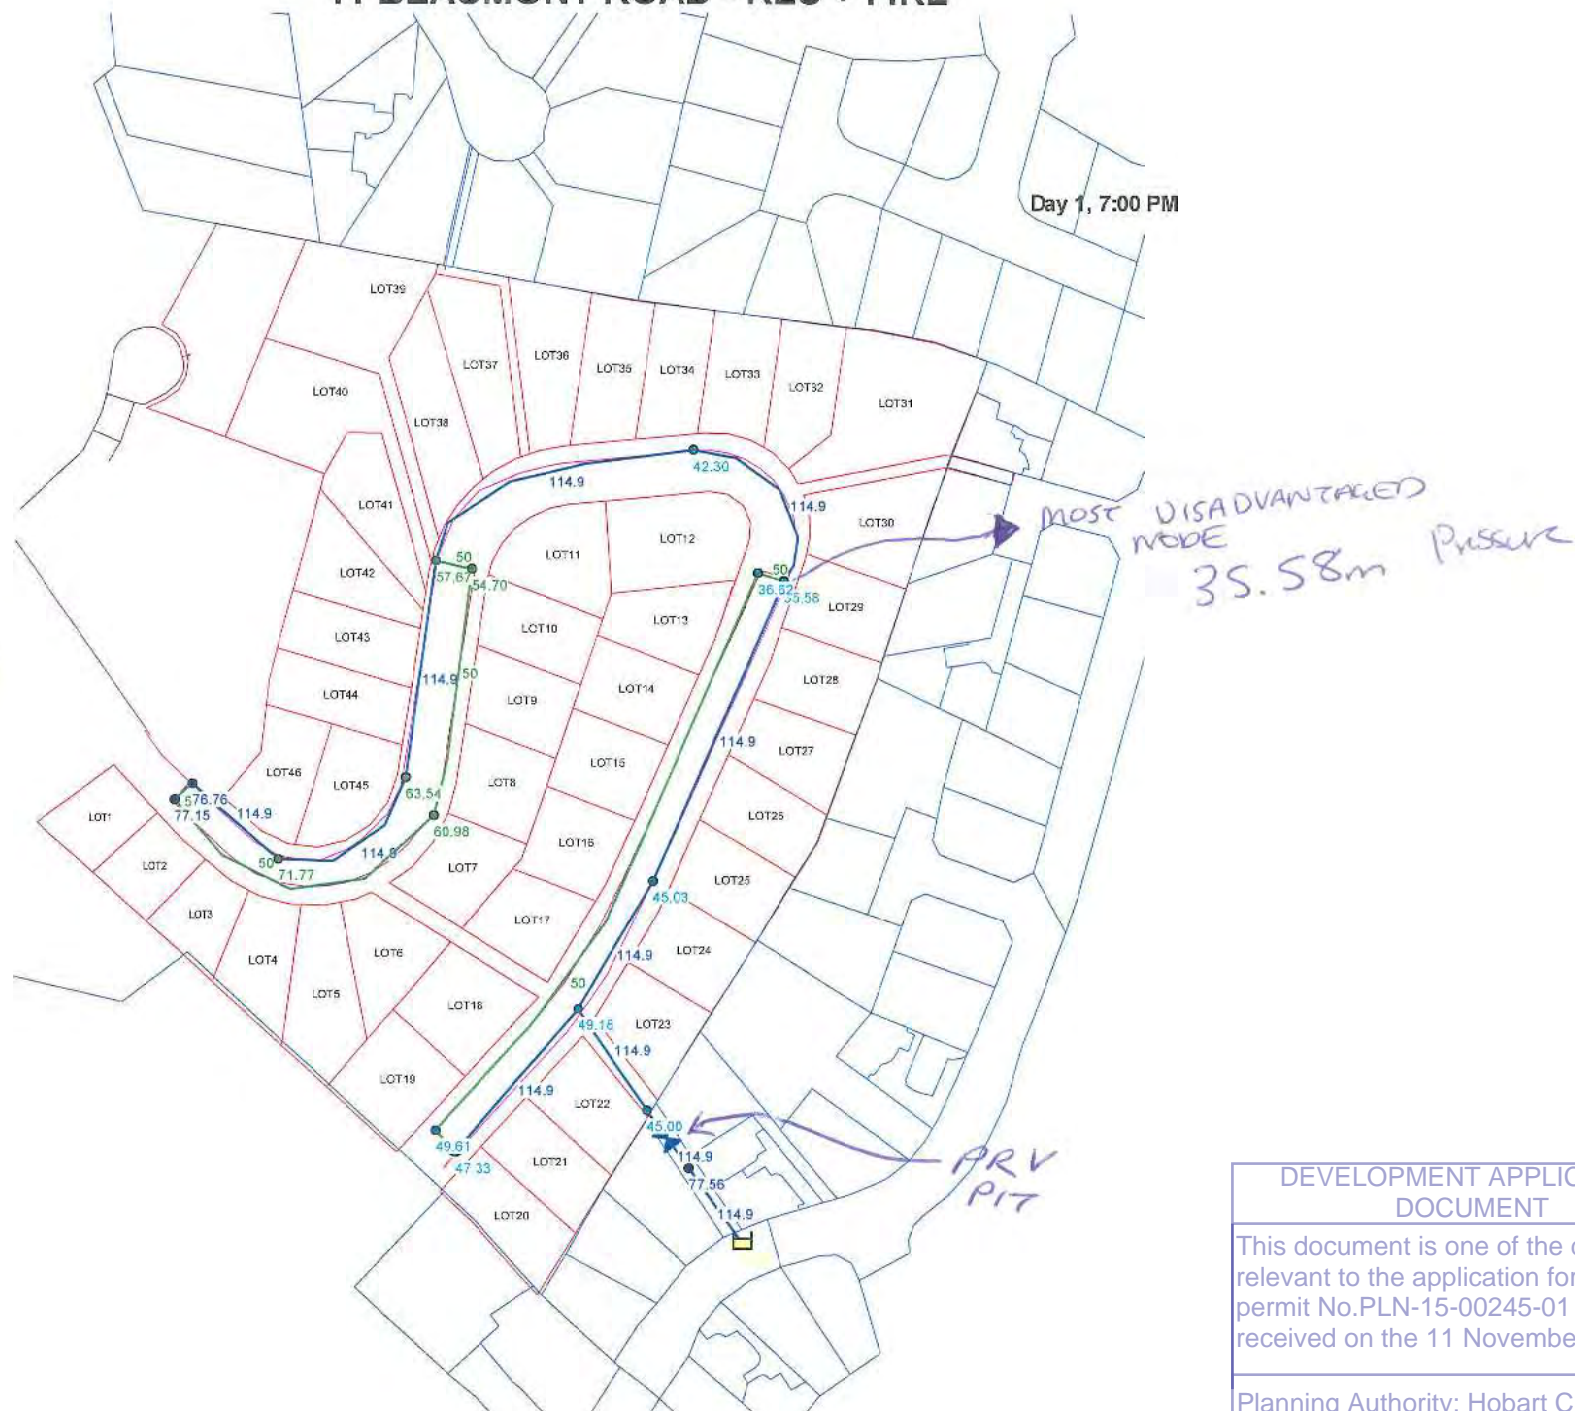 BEAUMONT ROAD
FIRE
Day 1, 7:00 PM
LOT39
LOT37
LOT36
LOT35
LOT34
LOT33
LOT32
LOT31
LOT40
LOT38
42.30
114.9
114.9
LOT41
LOT30
LOT12
LOT11
MOST DISADVANTAGED
NODE
35.58m Pressure
50
57.67
54.70
50
36.62
35.58
LOT42
LOT29
LOT13
LOT10
LOT43
LOT28
LOT44
114.9
50
LOT14
LOT9
114.9
LOT27
LOT15
LOT8
LOT46
LOT45
63.54
76.76
77.15
114.9
LOT1
60.98
LOT26
LOT16
50
71.77
114.9
LOT2
LOT7
LOT25
45.03
LOT3
LOT17
LOT6
LOT4
114.9
LOT24
50
LOT5
LOT18
49.16
LOT23
114.9
LOT19
114.9
LOT22
45.00
49.61
47.33
LOT21
114.9
77.56
PRV
PIT
LOT20
114.9
DEVELOPMENT APPLIC
DOCUMENT
This document is one of the
relevant to the application for
permit No.PLN-15-00245-01
received on the 11 November
Planning Authority: Hobart C